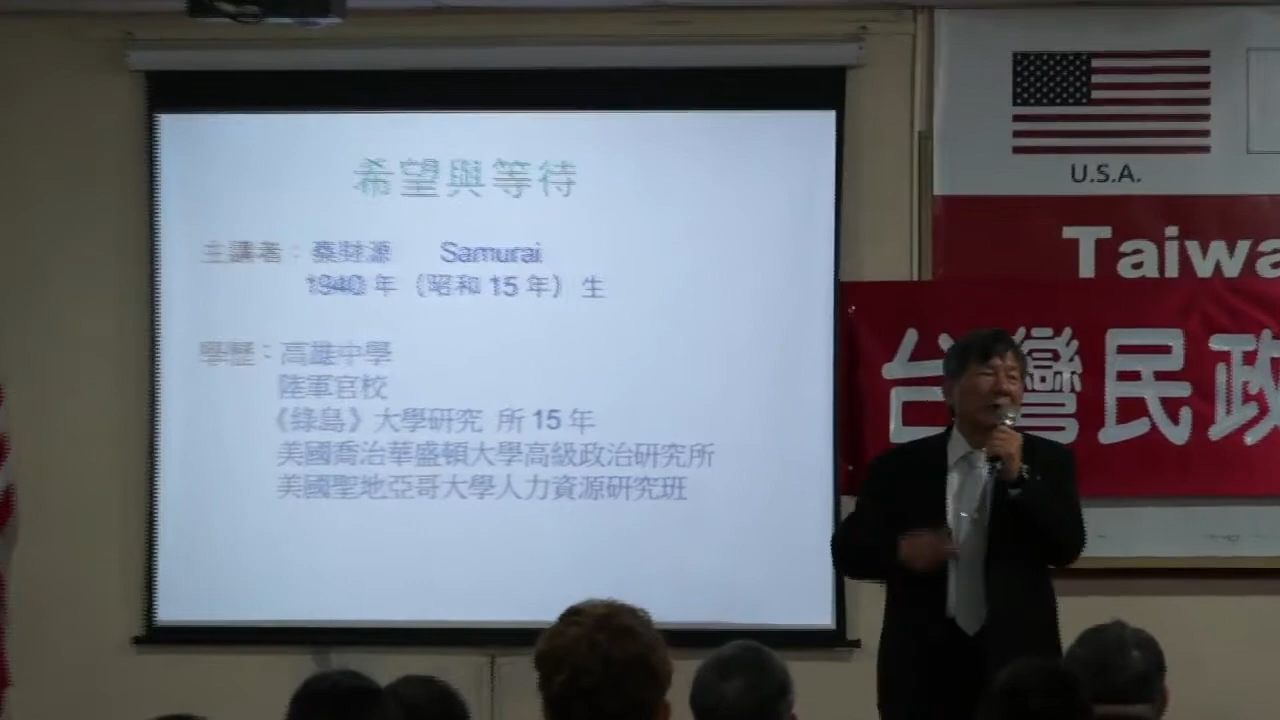 希望與等待
主講者：蔡財源 Samurai
1940 年（昭和 15 年）生
學歷：高雄中學
陸軍官校
《綠島》大學研究 所 15 年
美國喬治華盛頓大學高級政治研究所
美國聖地亞哥大學人力資源研究班
U.S.A.
Taiwa
台灣民政